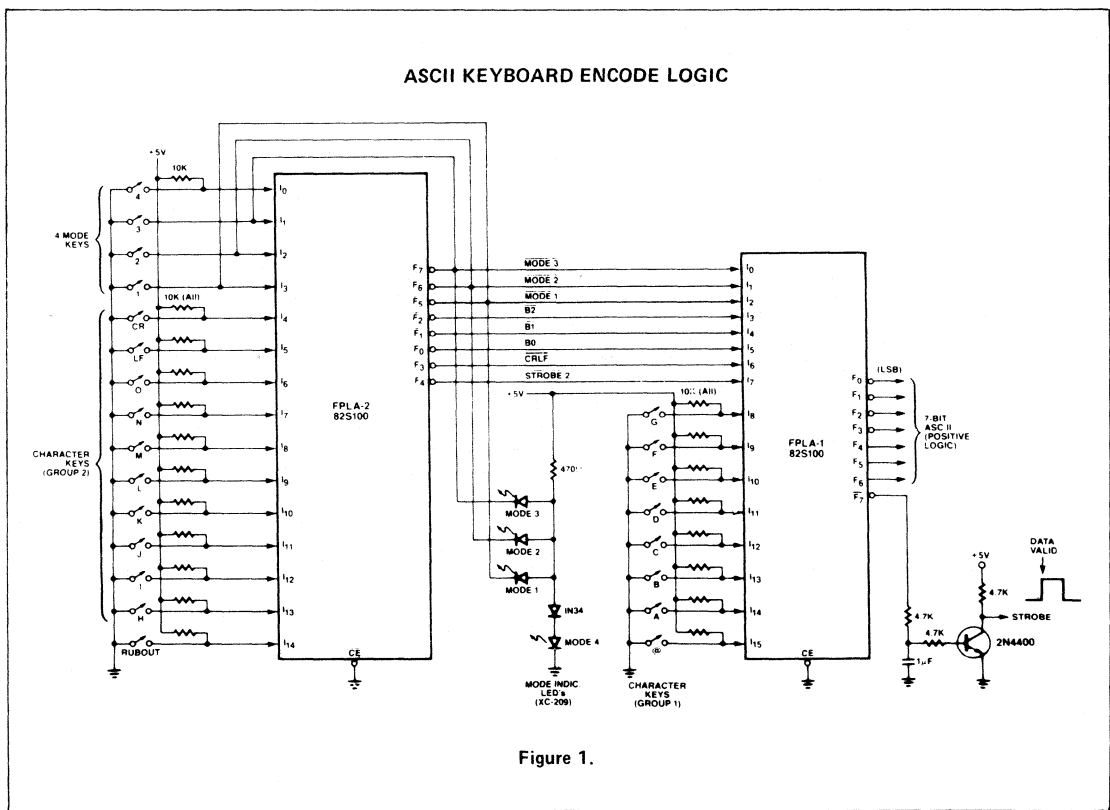 ASCII KEYBOARD ENCODE LOGIC
+5V
10K
4
3
2
1
4 MODE
KEYS
10K (All)
CR
LF
O
N
M
L
K
J
I
H
RUBOUT
CHARACTER
KEYS
(GROUP 2)
I0
I1
I2
I3
I4
I5
I6
I7
I8
I9
I10
I11
I12
I13
I14
FPLA-2
82S100
CE
F7
F6
F5
F2
F1
F0
F3
F4
MODE 3
MODE 2
MODE 1
B2
B1
B0
CRLF
STROBE 2
+5V
470Ω
MODE 3
MODE 2
MODE 1
IN34
MODE 4
MODE INDIC.
LED's
(XC-209)
10K (All)
G
F
E
D
C
B
A
@
CHARACTER
KEYS
(GROUP 1)
I0
I1
I2
I3
I4
I5
I6
I7
I8
I9
I10
I11
I12
I13
I14
I15
FPLA-1
82S100
CE
F0
F1
F2
F3
F4
F5
F6
F7
(LSB)
7-BIT
ASC II
(POSITIVE
LOGIC)
+5V
DATA
VALID
4.7K
4.7K
4.7K
STROBE
2N4400
1µF
Figure 1.